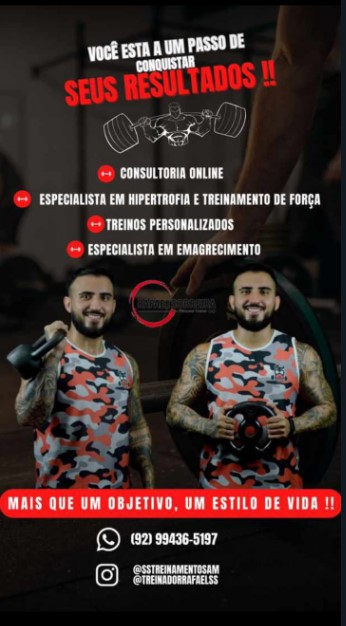 VOCÊ ESTA A UM PASSO DE
CONQUISTAR
SEUS RESULTADOS !!
CONSULTORIA ONLINE
ESPECIALISTA EM HIPERTROFIA E TREINAMENTO DE FORÇA
TREINOS PERSONALIZADOS
ESPECIALISTA EM EMAGRECIMENTO
MAIS QUE UM OBJETIVO, UM ESTILO DE VIDA !!
(92) 99436-5197
@SSTREINAMENTOSAM
@TREINADORRAFAELSS